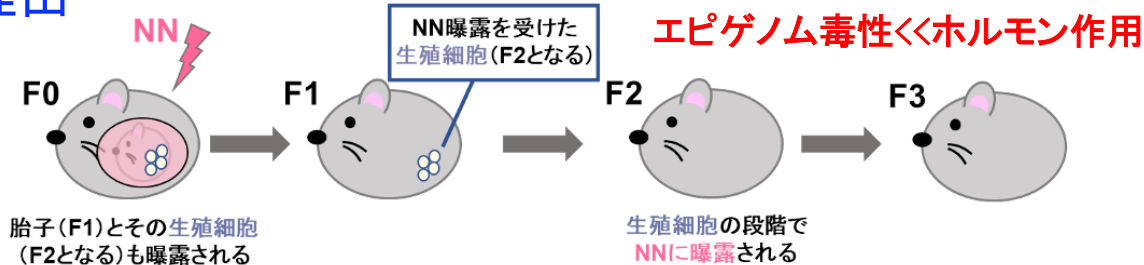 理由
NN
NN曝露を受けた
生殖細胞(F2となる)
エピゲノム毒性<<ホルモン作用
F0
F1
F2
F3
胎子(F1)とその生殖細胞
(F2となる)も曝露される
生殖細胞の段階で
NNに曝露される